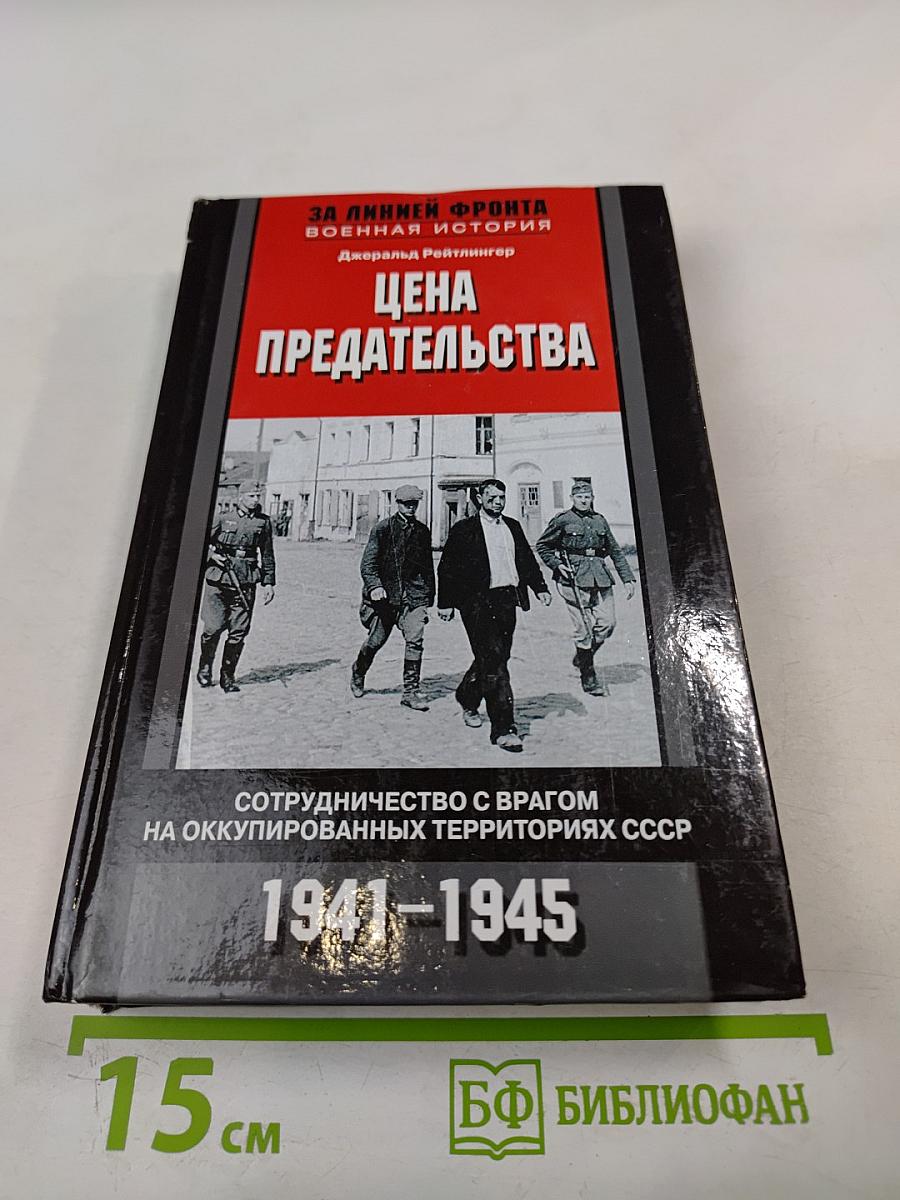 ЗА ЛИНИЕЙ ФРОНТА
ВОЕННАЯ ИСТОРИЯ
Джеральд Рейтлингер
ЦЕНА
ПРЕДАТЕЛЬСТВА
СОТРУДНИЧЕСТВО С ВРАГОМ
НА ОККУПИРОВАННЫХ ТЕРРИТОРИЯХ СССР
1941–1945
15 см
БФ БИБЛИОФАН